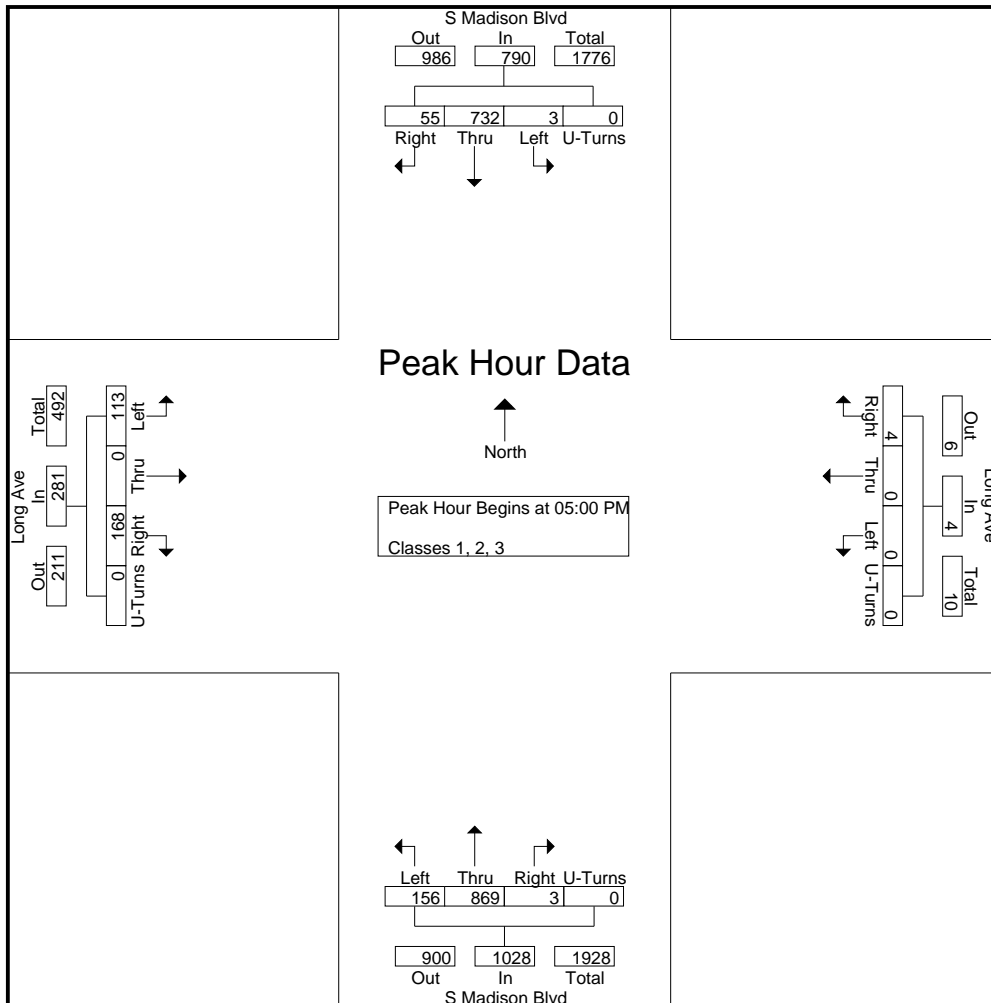 S Madison Blvd
Out In Total
986 790 1776
55 732 3 0
Right Thru Left U-Turns
Peak Hour Data
North
Peak Hour Begins at 05:00 PM
Classes 1, 2, 3
Long Ave
Total In Out
492 281 211
113 0 168 0
Left Thru Right U-Turns
Long Ave
Out In Total
6 4 10
4 0 0 0
Right Thru Left U-Turns
Left Thru Right U-Turns
156 869 3 0
900 1028 1928
Out In Total
S Madison Blvd